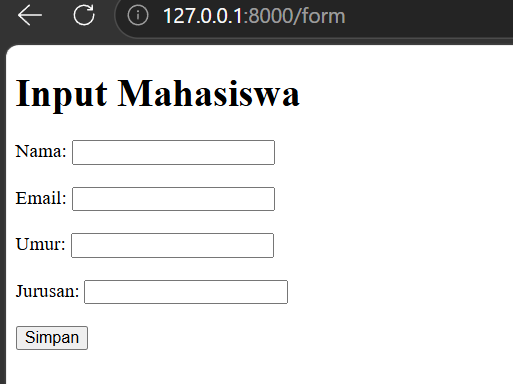 127.0.0.1:8000/form
Input Mahasiswa
Nama:
Email:
Umur:
Jurusan:
Simpan